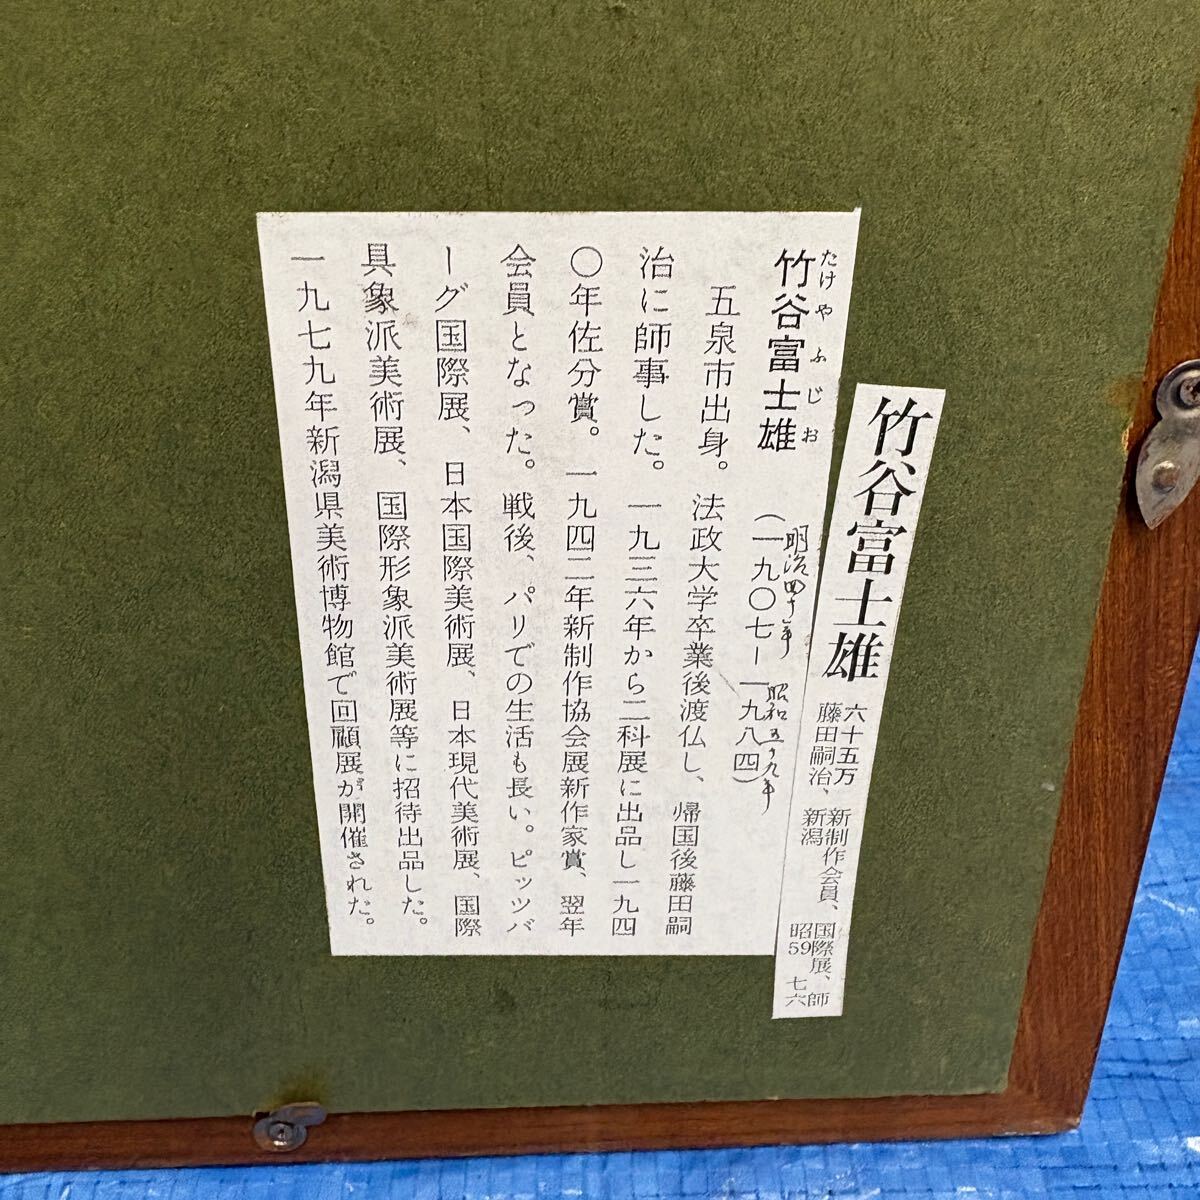 竹谷富士雄
たけやふじお
(一九〇七ー一九八四)
明治四十年 昭和五十九年
五泉市出身。法政大学卒業後渡仏し、帰国後藤田嗣
治に師事した。一九三六年から二科展に出品し一九四
〇年佐分賞。一九四二年新制作協会展新作家賞、翌年
会員となった。戦後、パリでの生活も長い。ピッツバ
ーグ国際展、日本国際美術展、日本現代美術展、国際
具象派美術展、国際形象派美術展等に招待出品した。
一九七九年新潟県美術博物館で回顧展が開催された。
竹谷富士雄
六十五万 新制作会員、国際展、師
藤田嗣治、新潟 昭59 七六